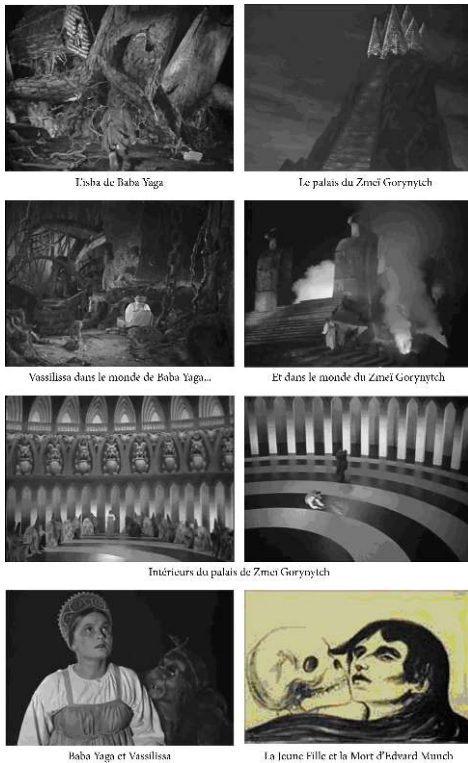 L'isba de Baba Yaga
Le palais du Zmeï Gorynytch
Vassilissa dans le monde de Baba Yaga...
Et dans le monde du Zmeï Gorynytch
Intérieurs du palais de Zmeï Gorynytch
Baba Yaga et Vassilissa
La Jeune Fille et la Mort d'Edvard Munch